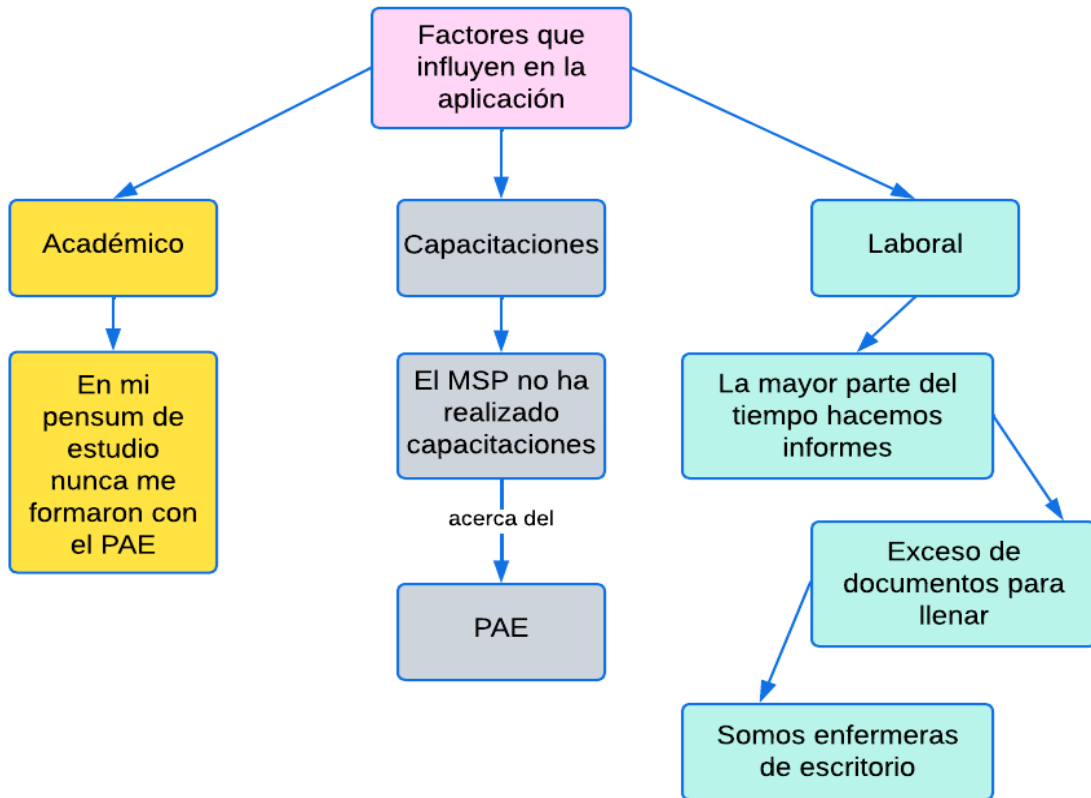 Factores que
influyen en la
aplicación
Académico
Capacitaciones
Laboral
En mi
pensum de
estudio
nunca me
formaron con
el PAE
El MSP no ha
realizado
capacitaciones
acerca del
PAE
La mayor parte del
tiempo hacemos
informes
Exceso de
documentos para
llenar
Somos enfermeras
de escritorio